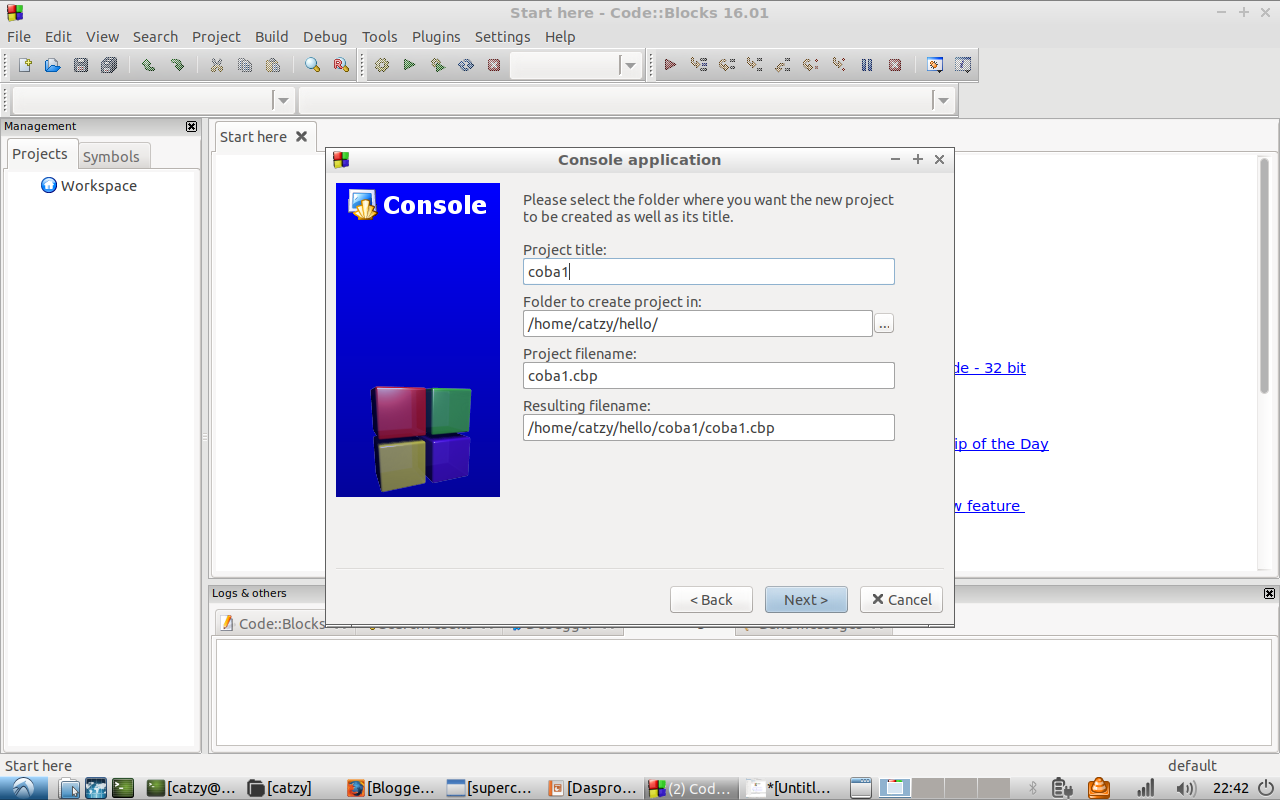 Start here - Code::Blocks 16.01
File Edit View Search Project Build Debug Tools Plugins Settings Help
Management
Projects Symbols
Workspace
Start here
Console application
Console
Please select the folder where you want the new project
to be created as well as its title.
Project title:
coba1
Folder to create project in:
/home/catzy/hello/
...
Project filename:
coba1.cbp
Resulting filename:
/home/catzy/hello/coba1/coba1.cbp
< Back Next > Cancel
de - 32 bit
ip of the Day
w feature
Logs & others
Code::Blocks
Start here
default
[catzy@... [catzy] [Blogge... [superc... [Daspro... (2) Cod... *[Untitl... 22:42